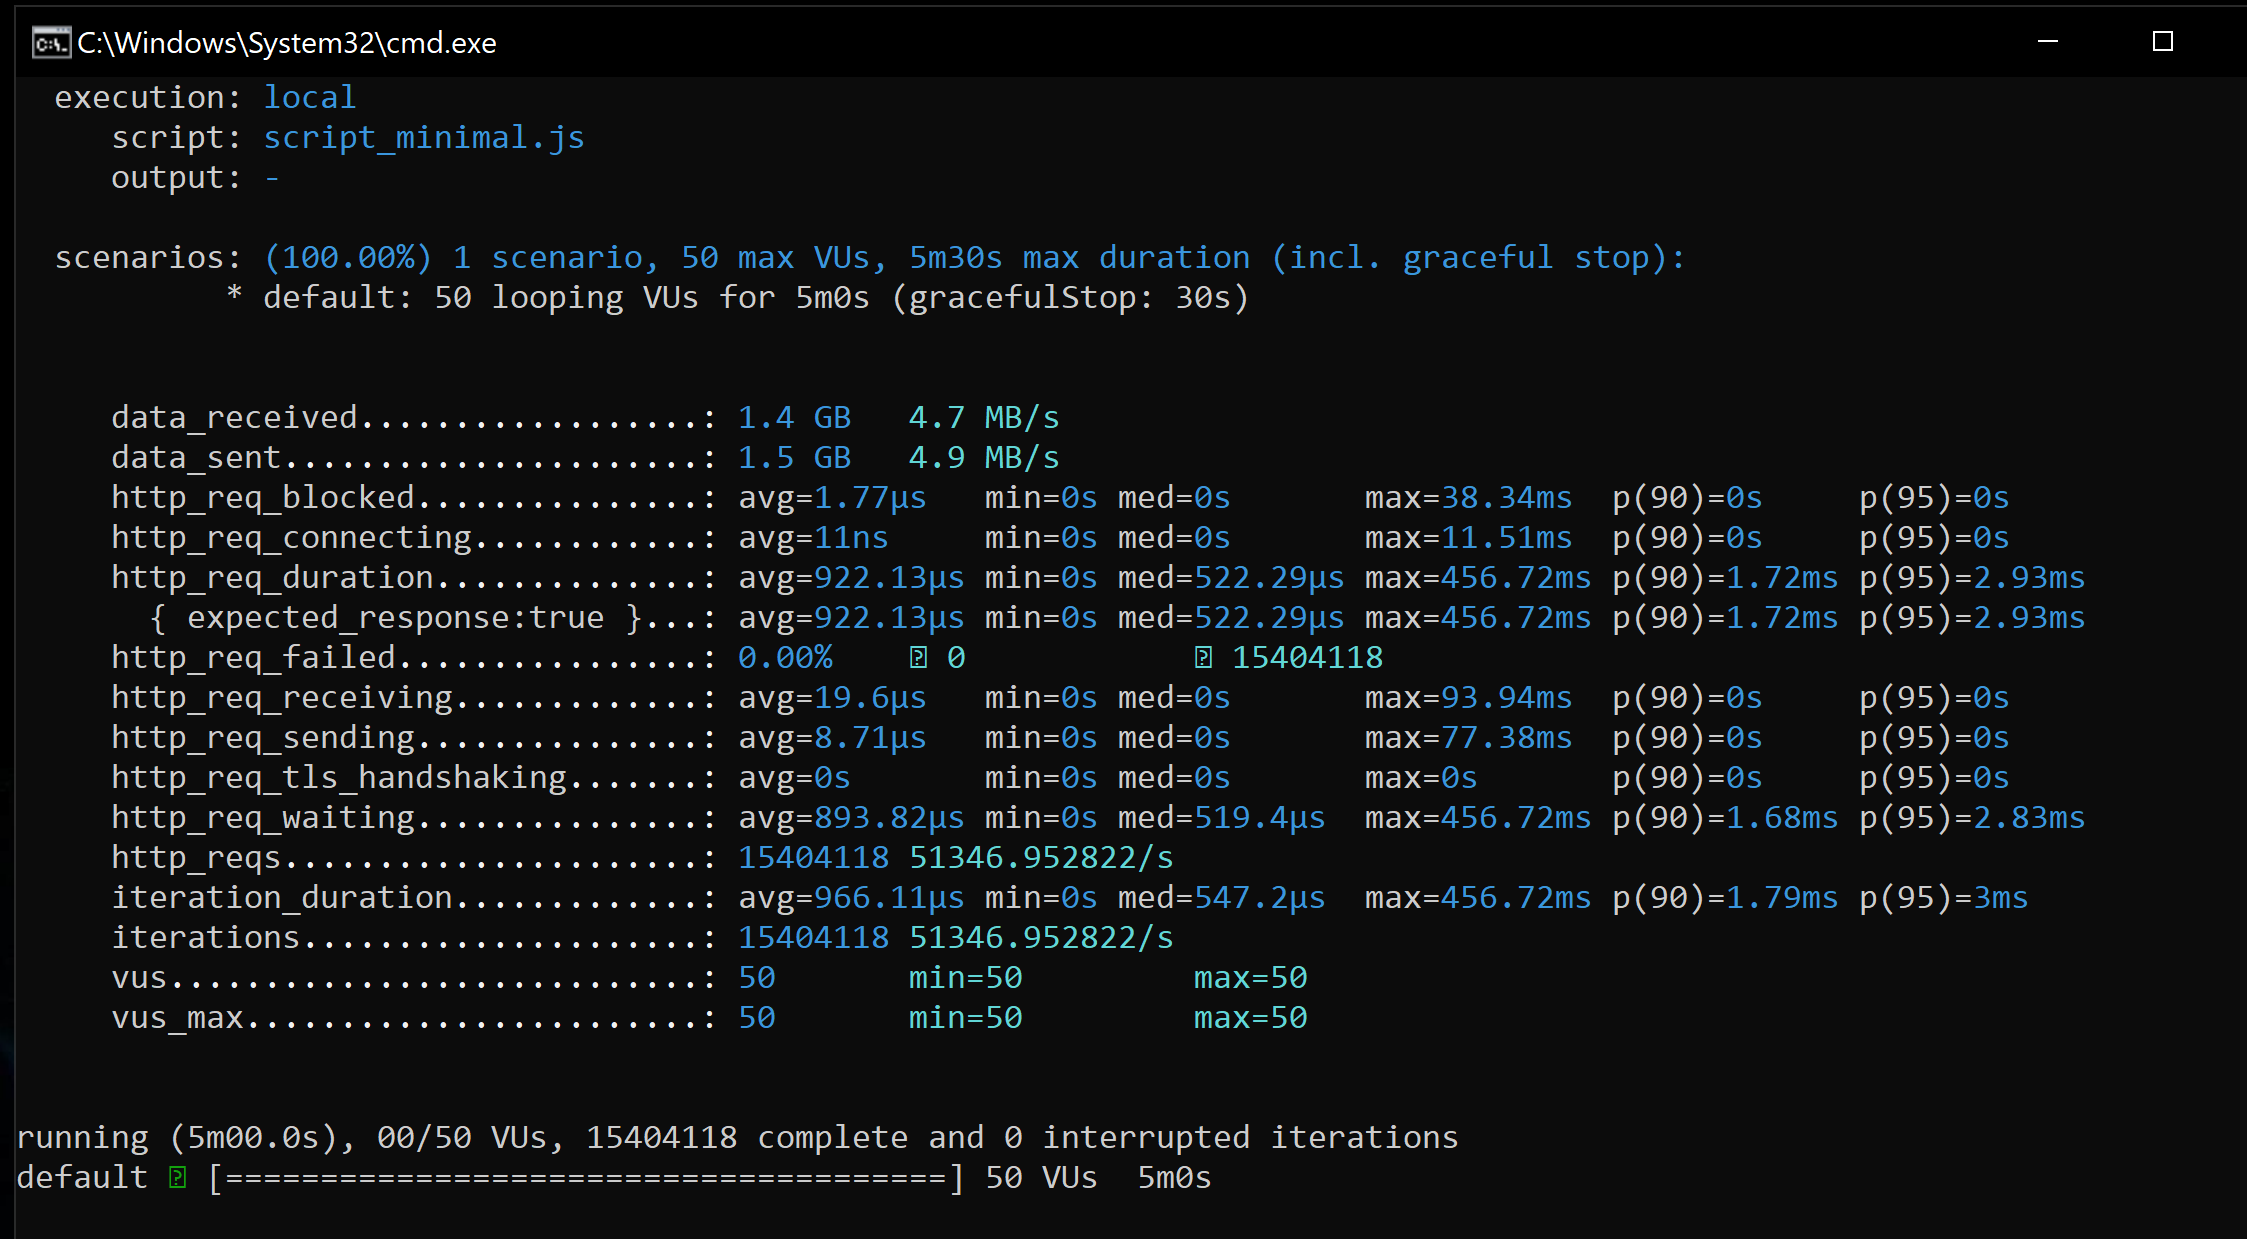 C:\Windows\System32\cmd.exe
execution: local
script: script_minimal.js
output: -
scenarios: (100.00%) 1 scenario, 50 max VUs, 5m30s max duration (incl. graceful stop):
* default: 50 looping VUs for 5m0s (gracefulStop: 30s)
data_received..................: 1.4 GB 4.7 MB/s
data_sent......................: 1.5 GB 4.9 MB/s
http_req_blocked...............: avg=1.77µs min=0s med=0s max=38.34ms p(90)=0s p(95)=0s
http_req_connecting............: avg=11ns min=0s med=0s max=11.51ms p(90)=0s p(95)=0s
http_req_duration..............: avg=922.13µs min=0s med=522.29µs max=456.72ms p(90)=1.72ms p(95)=2.93ms
{ expected_response:true }...: avg=922.13µs min=0s med=522.29µs max=456.72ms p(90)=1.72ms p(95)=2.93ms
http_req_failed................: 0.00% ⍰ 0 ⍰ 15404118
http_req_receiving.............: avg=19.6µs min=0s med=0s max=93.94ms p(90)=0s p(95)=0s
http_req_sending...............: avg=8.71µs min=0s med=0s max=77.38ms p(90)=0s p(95)=0s
http_req_tls_handshaking.......: avg=0s min=0s med=0s max=0s p(90)=0s p(95)=0s
http_req_waiting...............: avg=893.82µs min=0s med=519.4µs max=456.72ms p(90)=1.68ms p(95)=2.83ms
http_reqs......................: 15404118 51346.952822/s
iteration_duration.............: avg=966.11µs min=0s med=547.2µs max=456.72ms p(90)=1.79ms p(95)=3ms
iterations.....................: 15404118 51346.952822/s
vus............................: 50 min=50 max=50
vus_max........................: 50 min=50 max=50
running (5m00.0s), 00/50 VUs, 15404118 complete and 0 interrupted iterations
default ⍰ [======================================] 50 VUs 5m0s